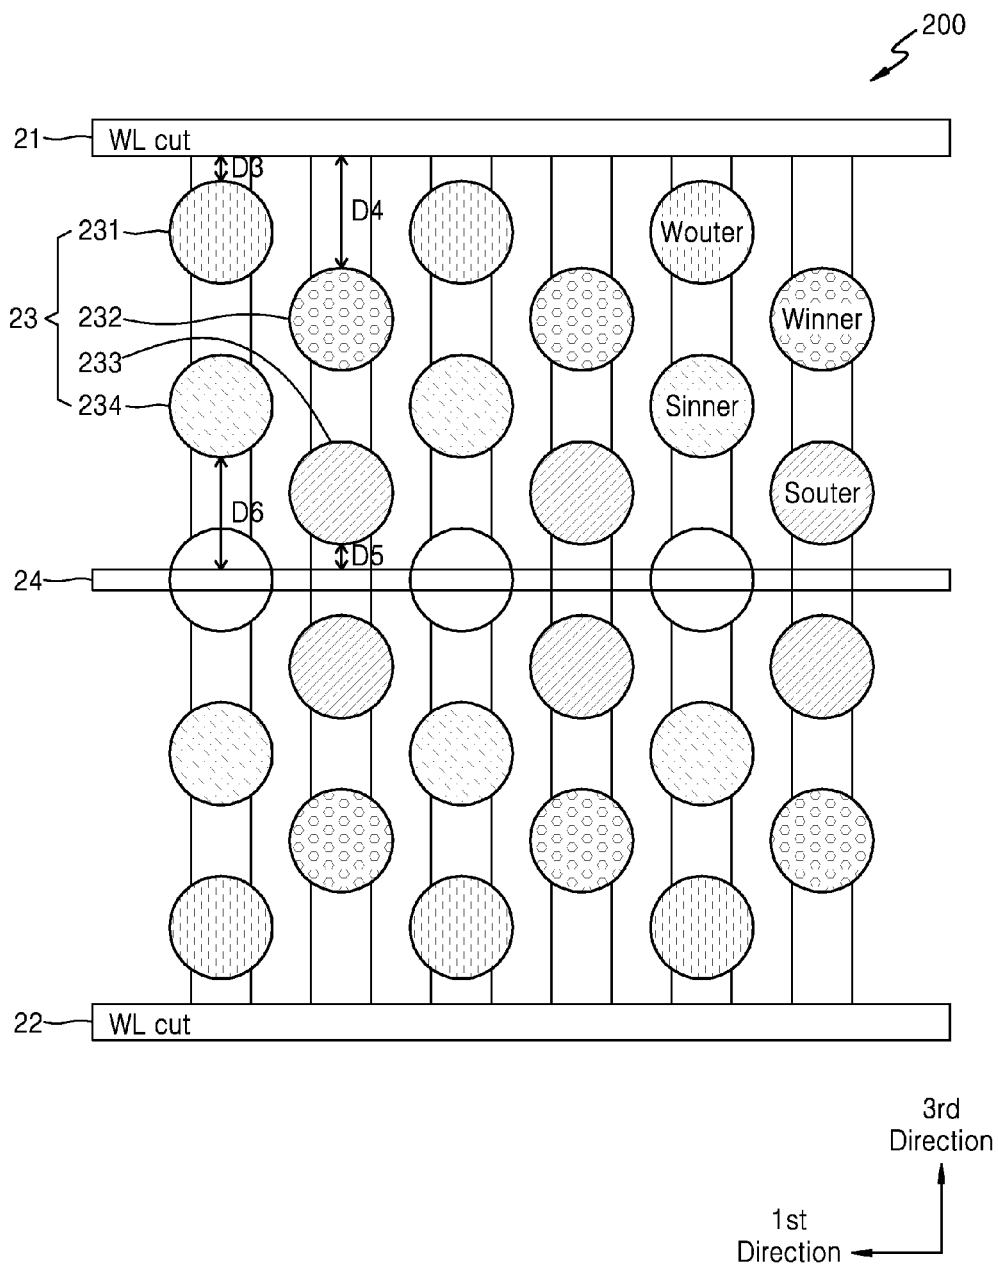 200
21
WL cut
D3
D4
231
Wouter
23
232
Winner
233
234
Sinner
Souter
D6
D5
24
22
WL cut
3rd
Direction
1st
Direction